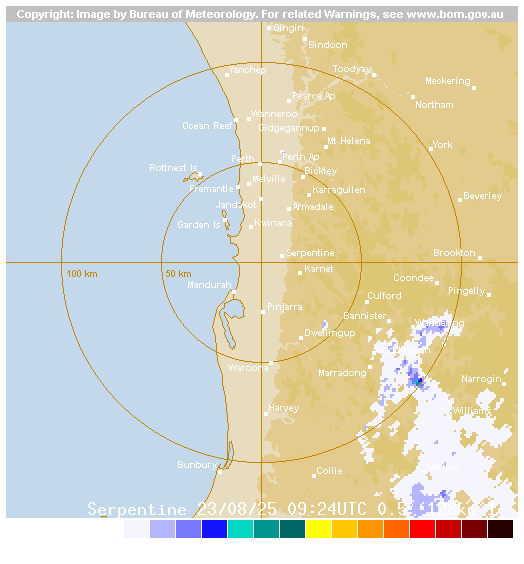 Copyright: Image by Bureau of Meteorology. For related Warnings, see www.bom.gov.au
Gingin
Bindoon
Yanchep
Toodyay
Meckering
Pearce Ap
Northam
Wanneroo
Ocean Reef
Gidgegannup
Mt Helena
York
Perth
Perth Ap
Rottnest Is
Bickley
Melville
Fremantle
Karragullen
Beverley
Jandakot
Armadale
Garden Is
Kwinana
Serpentine
Brookton
100 km
50 km
Karnet
Coondee
Mandurah
Pingelly
Culford
Pinjarra
Bannister
Wandering
Dwellingup
Waroona
Marradong
Narrogin
Harvey
Williams
Bunbury
Collie
Serpentine 23/08/25 09:24UTC